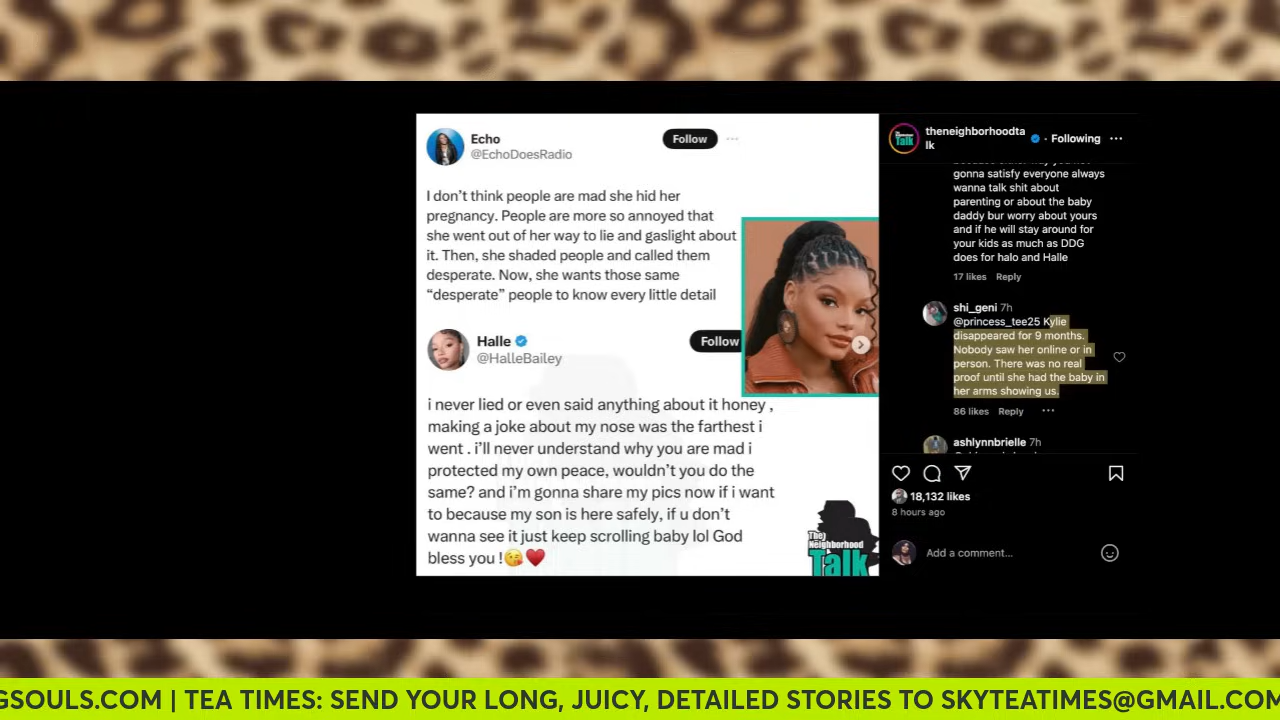 Echo
@EchoDoesRadio
Follow
I don't think people are mad she hid her
pregnancy. People are more so annoyed that
she went out of her way to lie and gaslight about
it. Then, she shaded people and called them
desperate. Now, she wants those same
“desperate” people to know every little detail
Halle
@HalleBailey
Follow
i never lied or even said anything about it honey ,
making a joke about my nose was the farthest i
went . i'll never understand why you are mad i
protected my own peace, wouldn't you do the
same? and i'm gonna share my pics now if i want
to because my son is here safely, if u don't
wanna see it just keep scrolling baby lol God
bless you !😘♥️
The
Neighborhood
Talk
theneighborhoodta
lk
• Following
gonna satisfy everyone always
wanna talk shit about
parenting or about the baby
daddy bur worry about yours
and if he will stay around for
your kids as much as DDG
does for halo and Halle
17 likes Reply
shi_geni 7h
@princess_tee25 Kylie
disappeared for 9 months.
Nobody saw her online or in
person. There was no real
proof until she had the baby in
her arms showing us.
86 likes Reply
ashlynnbrielle 7h
18,132 likes
8 hours ago
Add a comment...
GSOULS.COM | TEA TIMES: SEND YOUR LONG, JUICY, DETAILED STORIES TO SKYTEATIMES@GMAIL.COM